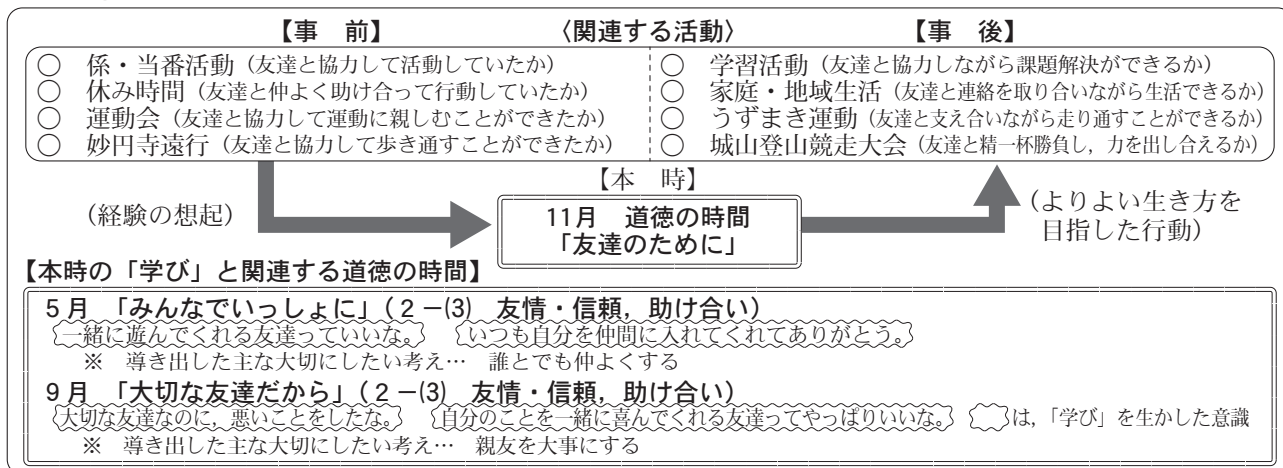 【事　前】　〈関連する活動〉　【事　後】
○　係・当番活動（友達と協力して活動していたか）
○　休み時間（友達と仲よく助け合って行動していたか）
○　運動会（友達と協力して運動に親しむことができたか）
○　妙円寺遠行（友達と協力して歩き通すことができたか）
○　学習活動（友達と協力しながら課題解決ができるか）
○　家庭・地域生活（友達と連絡を取り合いながら生活できるか）
○　うずまき運動（友達と支え合いながら走り通すことができるか）
○　城山登山競走大会（友達と精一杯勝負し，力を出し合えるか）
（経験の想起）
【本　時】
11月　道徳の時間
「友達のために」
（よりよい生き方を
目指した行動）
【本時の「学び」と関連する道徳の時間】
5月　「みんなでいっしょに」（２－⑶　友情・信頼，助け合い）
一緒に遊んでくれる友達っていいな。　いつも自分を仲間に入れてくれてありがとう。
※　導き出した主な大切にしたい考え…　誰とでも仲よくする
9月　「大切な友達だから」（２－⑶　友情・信頼，助け合い）
大切な友達なのに，悪いことをしたな。　自分のことを一緒に喜んでくれる友達ってやっぱりいいな。　は，「学び」を生かした意識
※　導き出した主な大切にしたい考え…　親友を大事にする